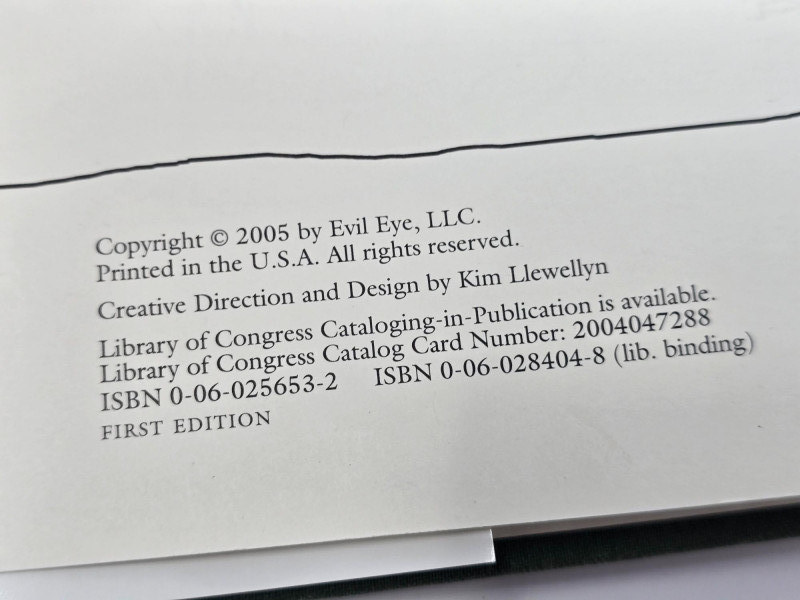 Copyright © 2005 by Evil Eye, LLC.
Printed in the U.S.A. All rights reserved.
Creative Direction and Design by Kim Llewellyn
Library of Congress Cataloging-in-Publication is available.
Library of Congress Catalog Card Number: 2004047288
ISBN 0-06-025653-2 ISBN 0-06-028404-8 (lib. binding)
FIRST EDITION